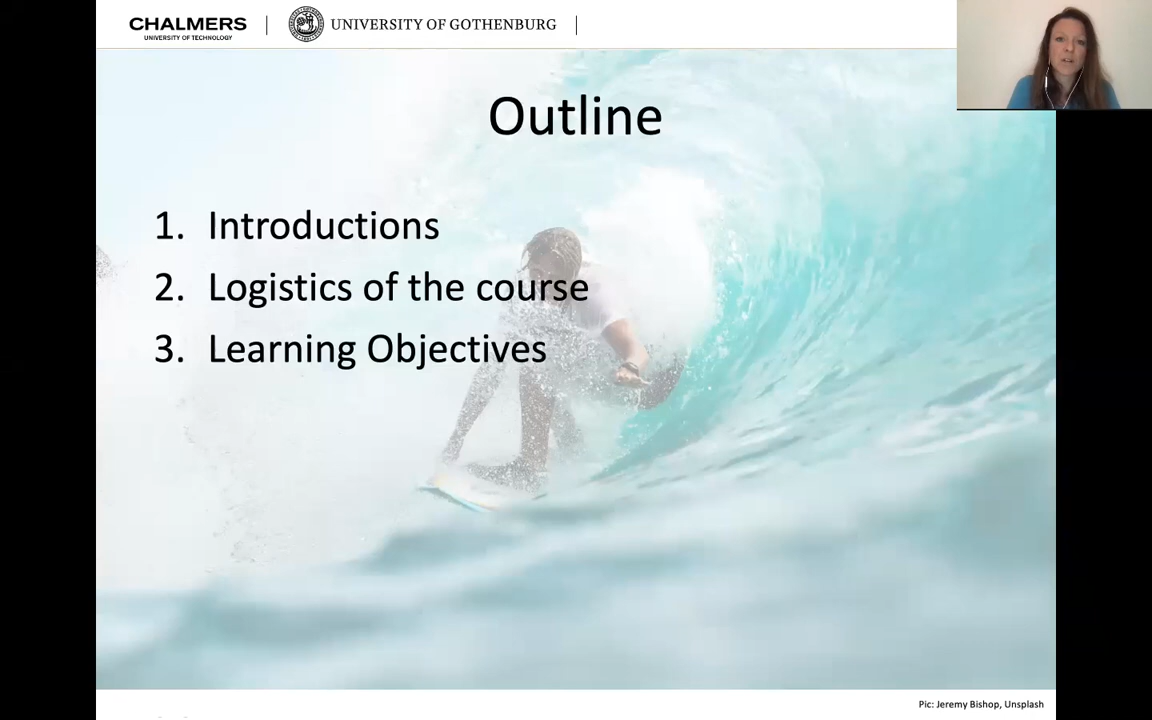 CHALMERS
UNIVERSITY OF TECHNOLOGY
UNIVERSITY OF GOTHENBURG
Outline
1. Introductions
2. Logistics of the course
3. Learning Objectives
Pic: Jeremy Bishop, Unsplash